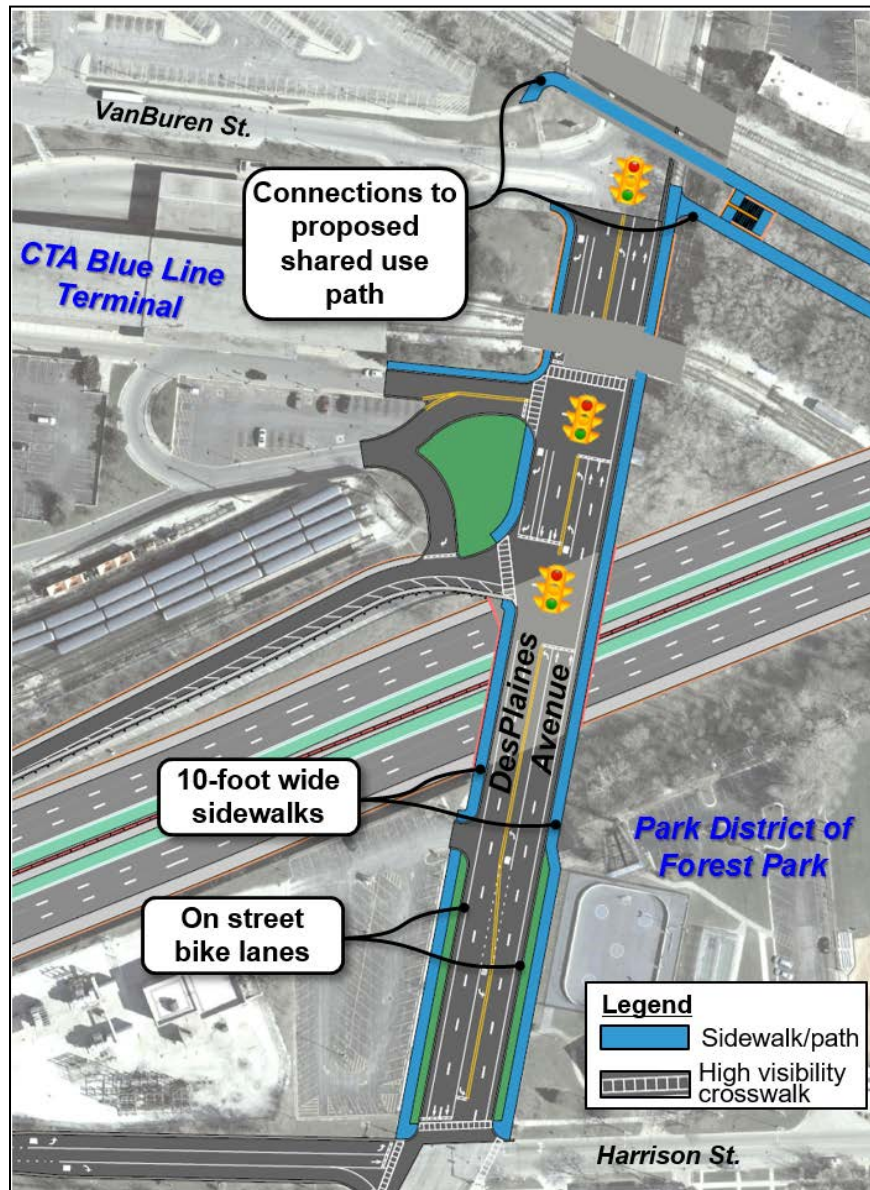 VanBuren St.
Connections to
proposed
shared use
path
CTA Blue Line
Terminal
DesPlaines
Avenue
10-foot wide
sidewalks
Park District of
Forest Park
On street
bike lanes
Legend
Sidewalk/path
High visibility
crosswalk
Harrison St.